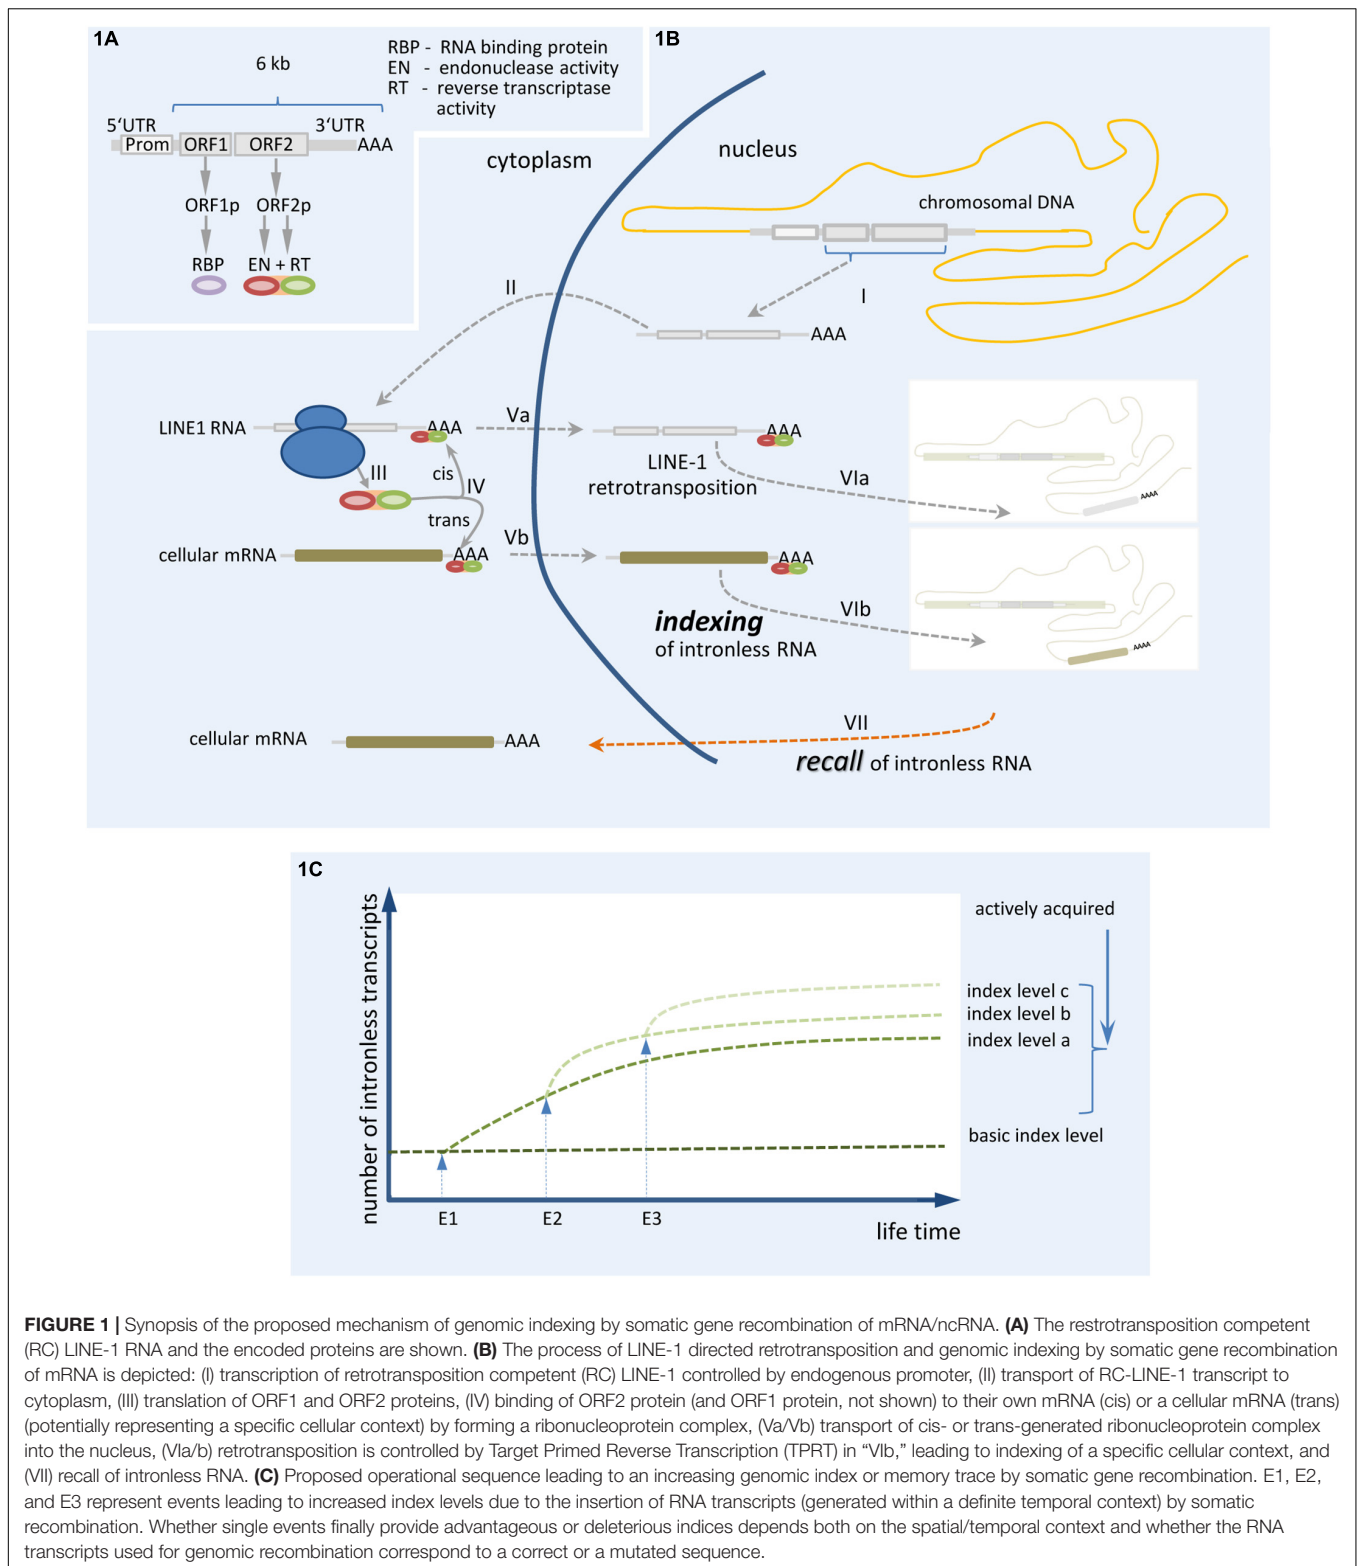 1A
RBP - RNA binding protein
EN - endonuclease activity
RT - reverse transcriptase
activity
6 kb
5‘UTR
3‘UTR
Prom
ORF1
ORF2
AAA
ORF1p
ORF2p
RBP
EN + RT
1B
cytoplasm
nucleus
chromosomal DNA
I
II
AAA
LINE1 RNA
AAA
Va
AAA
III
cis
IV
trans
LINE-1
retrotransposition
VIa
AAAA
cellular mRNA
AAA
Vb
AAA
VIb
indexing
of intronless RNA
AAAA
cellular mRNA
AAA
VII
recall of intronless RNA
1C
number of intronless transcripts
actively acquired
index level c
index level b
index level a
basic index level
E1
E2
E3
life time
FIGURE 1 | Synopsis of the proposed mechanism of genomic indexing by somatic gene recombination of mRNA/ncRNA. (A) The restrotransposition competent
(RC) LINE-1 RNA and the encoded proteins are shown. (B) The process of LINE-1 directed retrotransposition and genomic indexing by somatic gene recombination
of mRNA is depicted: (I) transcription of retrotransposition competent (RC) LINE-1 controlled by endogenous promoter, (II) transport of RC-LINE-1 transcript to
cytoplasm, (III) translation of ORF1 and ORF2 proteins, (IV) binding of ORF2 protein (and ORF1 protein, not shown) to their own mRNA (cis) or a cellular mRNA (trans)
(potentially representing a specific cellular context) by forming a ribonucleoprotein complex, (Va/Vb) transport of cis- or trans-generated ribonucleoprotein complex
into the nucleus, (VIa/b) retrotransposition is controlled by Target Primed Reverse Transcription (TPRT) in “VIb,” leading to indexing of a specific cellular context, and
(VII) recall of intronless RNA. (C) Proposed operational sequence leading to an increasing genomic index or memory trace by somatic gene recombination. E1, E2,
and E3 represent events leading to increased index levels due to the insertion of RNA transcripts (generated within a definite temporal context) by somatic
recombination. Whether single events finally provide advantageous or deleterious indices depends both on the spatial/temporal context and whether the RNA
transcripts used for genomic recombination correspond to a correct or a mutated sequence.